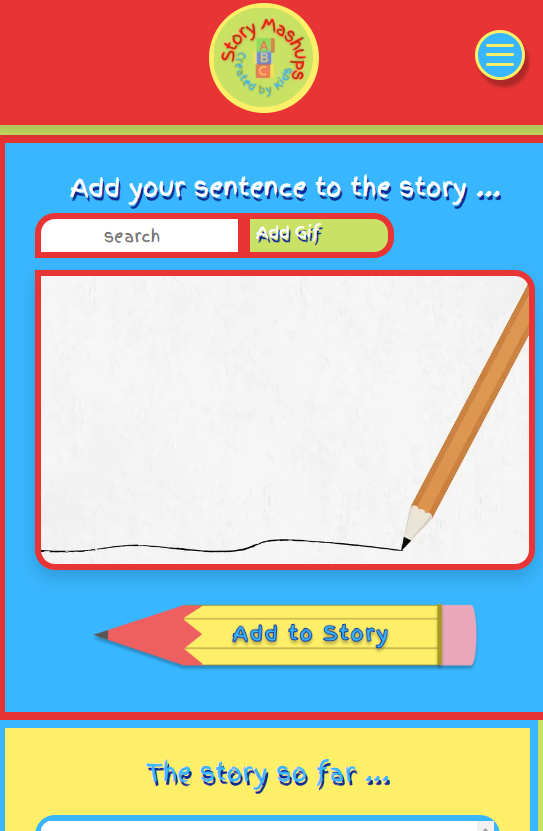 Story Mashups
A
B
C
Created by Kids
Add your sentence to the story ...
search
Add Gif
Add to Story
The story so far ...